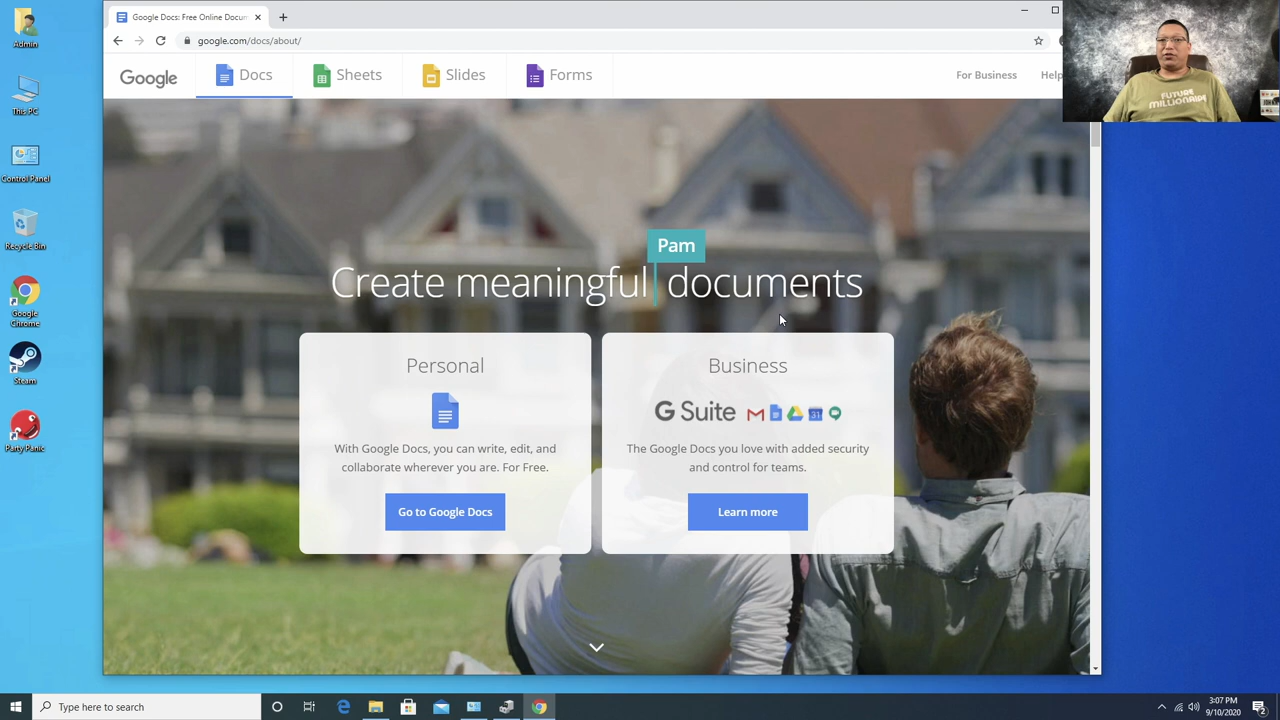 Admin
This PC
Control Panel
Recycle Bin
Google
Chrome
Steam
Party Panic
Google Docs: Free Online Docum
google.com/docs/about/
Google
Docs
Sheets
Slides
Forms
For Business
Help
FUTURE
MILLIONAIRE
Pam
Create meaningful documents
Personal
With Google Docs, you can write, edit, and
collaborate wherever you are. For Free.
Go to Google Docs
Business
G Suite
31
The Google Docs you love with added security
and control for teams.
Learn more
Type here to search
3:07 PM
9/10/2020
2